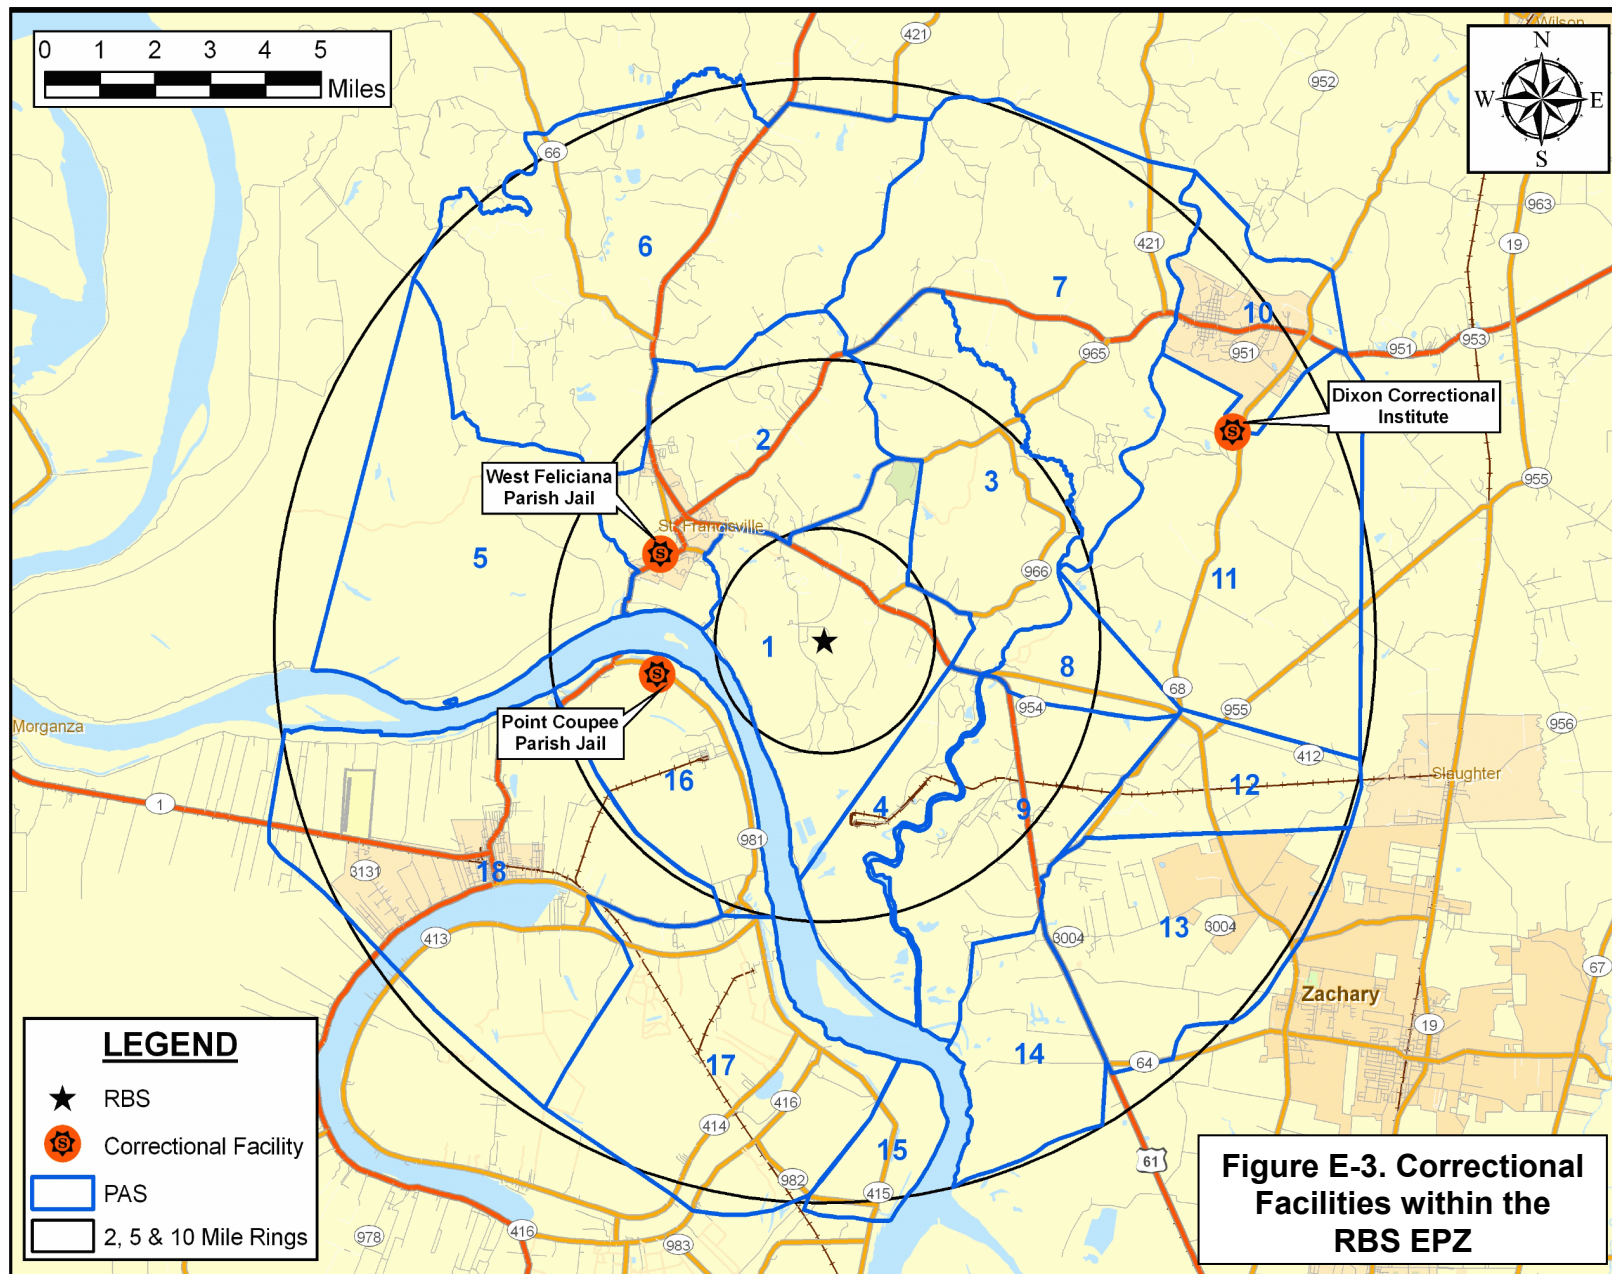 0 1 2 3 4 5
Miles
421
Wilson
952
N
W E
S
66
963
6
421
19
7
10
965
951
951
953
Dixon Correctional
Institute
2
West Feliciana
Parish Jail
3
955
St. Francisville
5
966
11
1
8
68
954
955
956
Morganza
Point Coupee
Parish Jail
412
16
Slaughter
12
1
4
9
981
3131
18
413
3004
13
3004
67
Zachary
19
14
17
64
416
414
15
982
415
61
416
978
983
LEGEND
RBS
S Correctional Facility
PAS
2, 5 & 10 Mile Rings
Figure E-3. Correctional
Facilities within the
RBS EPZ